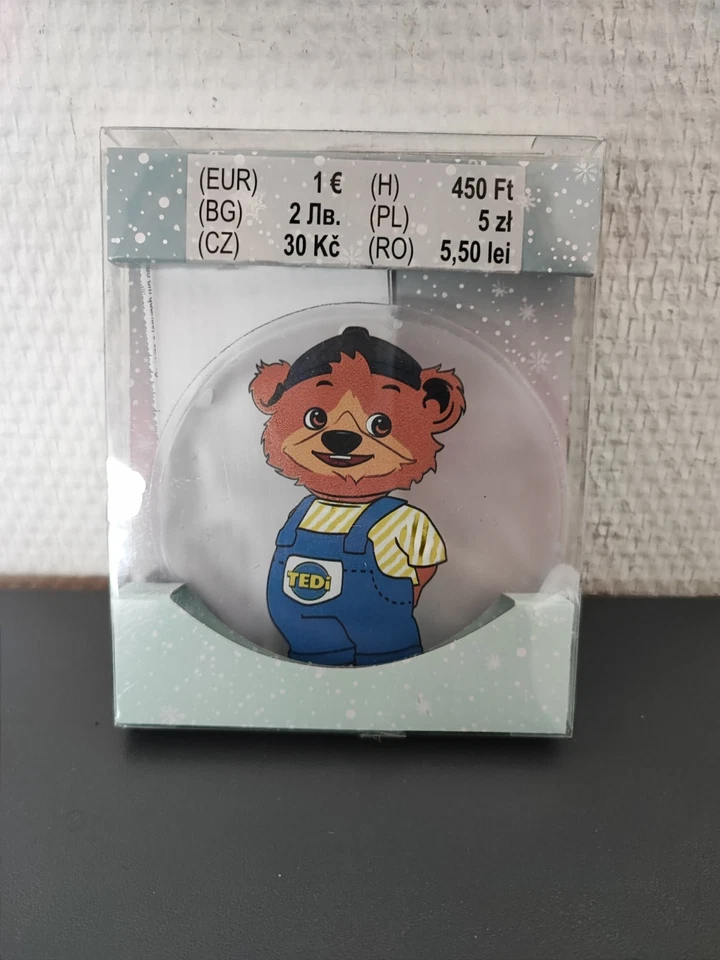 (EUR) 1 € (H) 450 Ft
(BG) 2 Лв. (PL) 5 zł
(CZ) 30 Kč (RO) 5,50 lei
TEDi